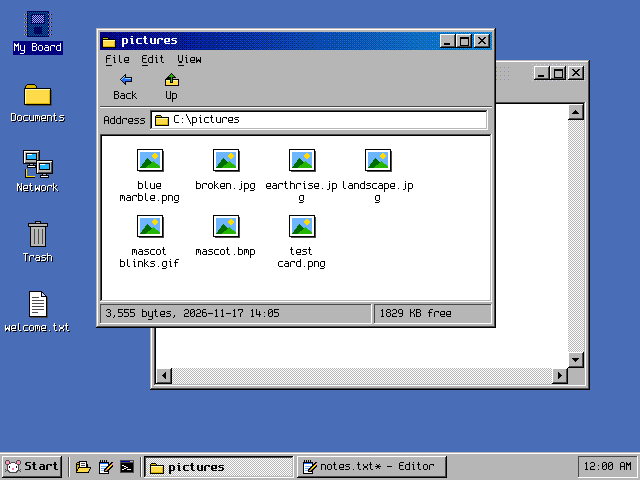 My Board
Documents
Network
Trash
welcome.txt
pictures
File Edit View
Back Up
Address C:\pictures
blue marble.png
broken.jpg
earthrise.jpg
landscape.jpg
mascot blinks.gif
mascot.bmp
test card.png
3,555 bytes, 2026-11-17 14:05
1829 KB free
Start
pictures
notes.txt* - Editor
12:00 AM